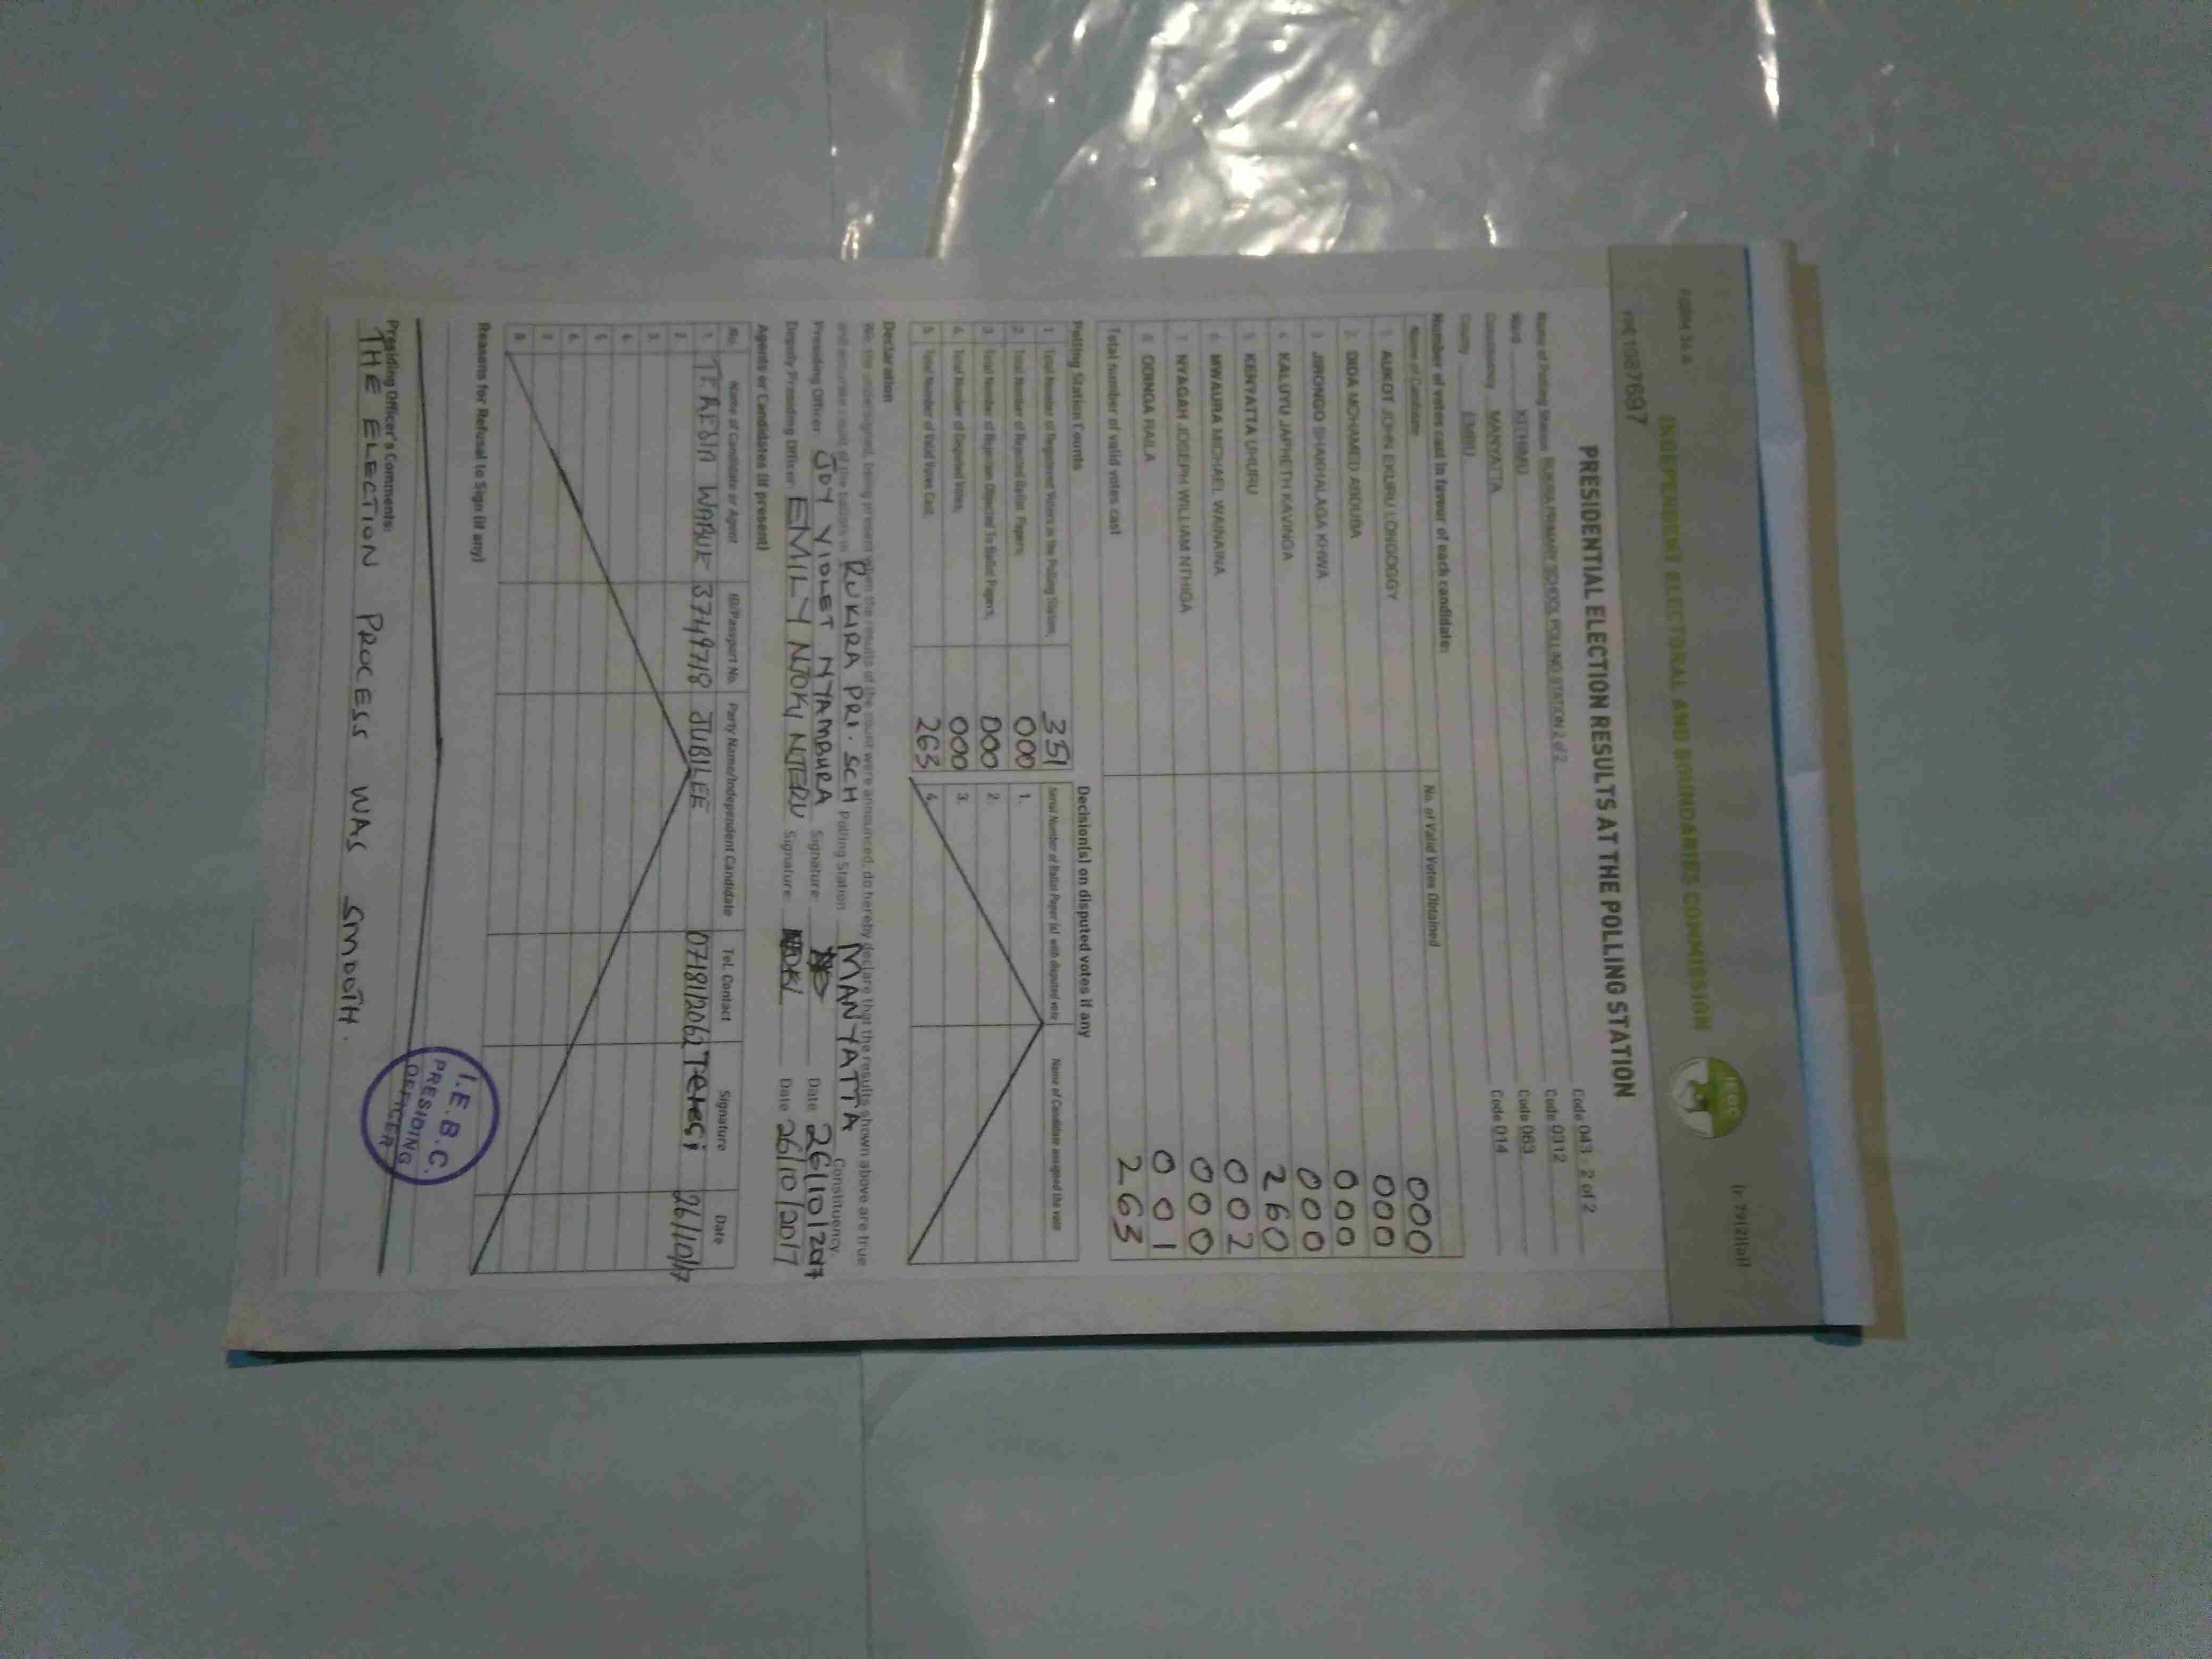 FORM 34 A
(r.79(2)(a))
INDEPENDENT ELECTORAL AND BOUNDARIES COMMISSION
IEBC
PRESIDENTIAL ELECTION RESULTS AT THE POLLING STATION
Name of Polling Station RUKIRA PRIMARY SCHOOL POLLING STATION 2 of 2 Code 043 - 2 of 2
Ward KITHIMU Code 0312
Constituency MANYATTA Code 063
County EMBU Code 014
Number of votes cast in favour of each candidate:
Name of Candidate No. of Valid Votes Obtained
1. AUKOT JOHN EKURU LONGOGGY 000
2. DIDA MOHAMED ABDUBA 000
3. JIRONGO SHAKHALAGA KHWA 000
4. KALUYU JAPHETH KAVINGA 000
5. KENYATTA UHURU 260
6. MWAURA MICHAEL WAINAINA 002
7. NYAGAH JOSEPH WILLIAM NTHIGA 000
8. ODINGA RAILA 001
Total number of valid votes cast 263
Polling Station Counts
1. Total Number of Registered Voters in the Polling Station; 351
2. Total Number of Rejected Ballot Papers; 000
3. Total Number of Rejection Objected To Ballot Papers; 000
4. Total Number of Disputed Votes; 000
5. Total Number of Valid Votes Cast; 263
Decision(s) on disputed votes if any
Serial Number of Ballot Paper (s) with disputed vote Name of Candidate assigned the vote
1.
2.
3.
4.
Declaration
We the undersigned, being present when the results of the count were announced, do hereby declare that the results shown above are true
and accurate count of the ballots in RUKIRA PRI. SCH Polling Station MANYATTA Constituency
Presiding Officer: JOY VIOLET NYAMBURA Signature Date 26/10/2017
Deputy Presiding Officer: EMILY NJOKI NJERU Signature Date 26/10/2017
Agents or Candidates (if present)
No. Name of Candidate or Agent ID/Passport No. Party Name/Independent Candidate Tel. Contact Signature Date
1. WABUE 3749718 JUBILEE 0718112062 Teresi 26/10/17
2.
3.
4.
5.
6.
7.
8.
Reasons for Refusal to Sign (if any)
I.E.B.C.
PRESIDING
OFFICER
Presiding Officer's Comments:
THE ELECTION PROCESS WAS SMOOTH.